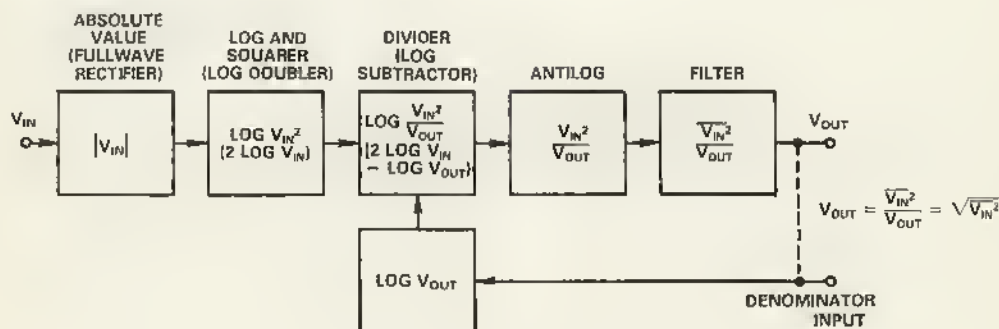 ABSOLUTE
VALUE
(FULLWAVE
RECTIFIER)
LOG AND
SQUARER
(LOG DOUBLER)
DIVIDER
(LOG
SUBTRACTOR)
ANTILOG
FILTER
V_IN
|V_IN|
LOG V_IN²
(2 LOG V_IN)
LOG V_IN²
V_OUT
[2 LOG V_IN
– LOG V_OUT]
V_IN²
V_OUT
V̅_IN²
V_OUT
V_OUT
V_OUT = V̅_IN² / V_OUT = √V̅_IN²
LOG V_OUT
DENOMINATOR
INPUT